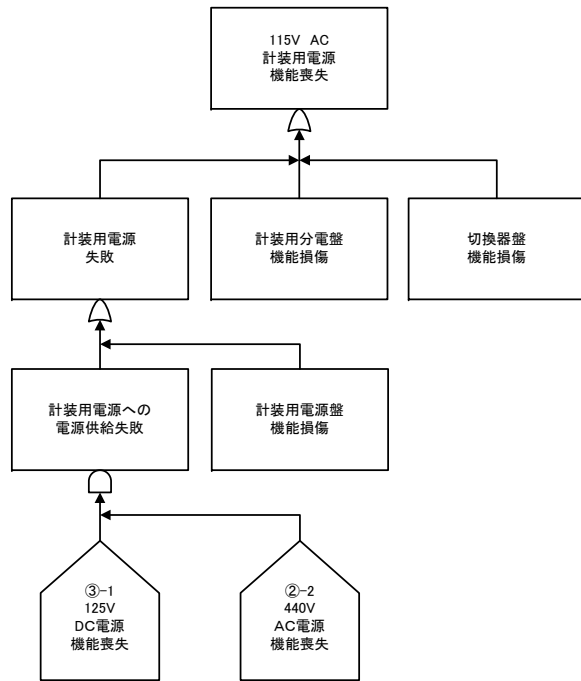 115V AC
計装用電源
機能喪失
計装用電源
失敗
計装用分電盤
機能損傷
切換器盤
機能損傷
計装用電源への
電源供給失敗
計装用電源盤
機能損傷
③-1
125V
DC電源
機能喪失
②-2
440V
AC電源
機能喪失